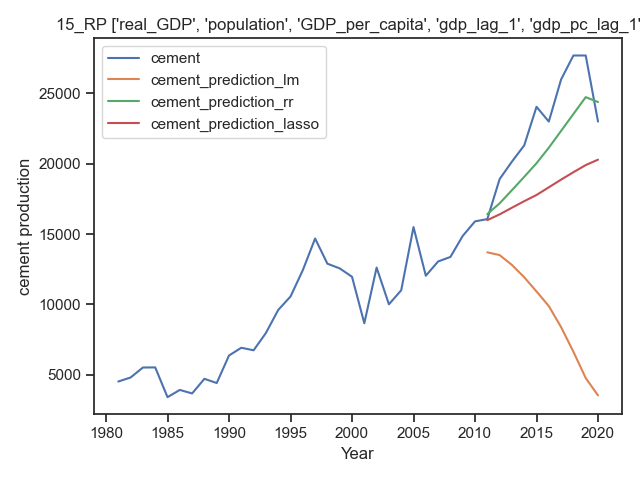 15_RP ['real_GDP', 'population', 'GDP_per_capita', 'gdp_lag_1', 'gdp_pc_lag_1'
cement
cement_prediction_lm
cement_prediction_rr
cement_prediction_lasso
cement production
25000
20000
15000
10000
5000
1980 1985 1990 1995 2000 2005 2010 2015 2020
Year